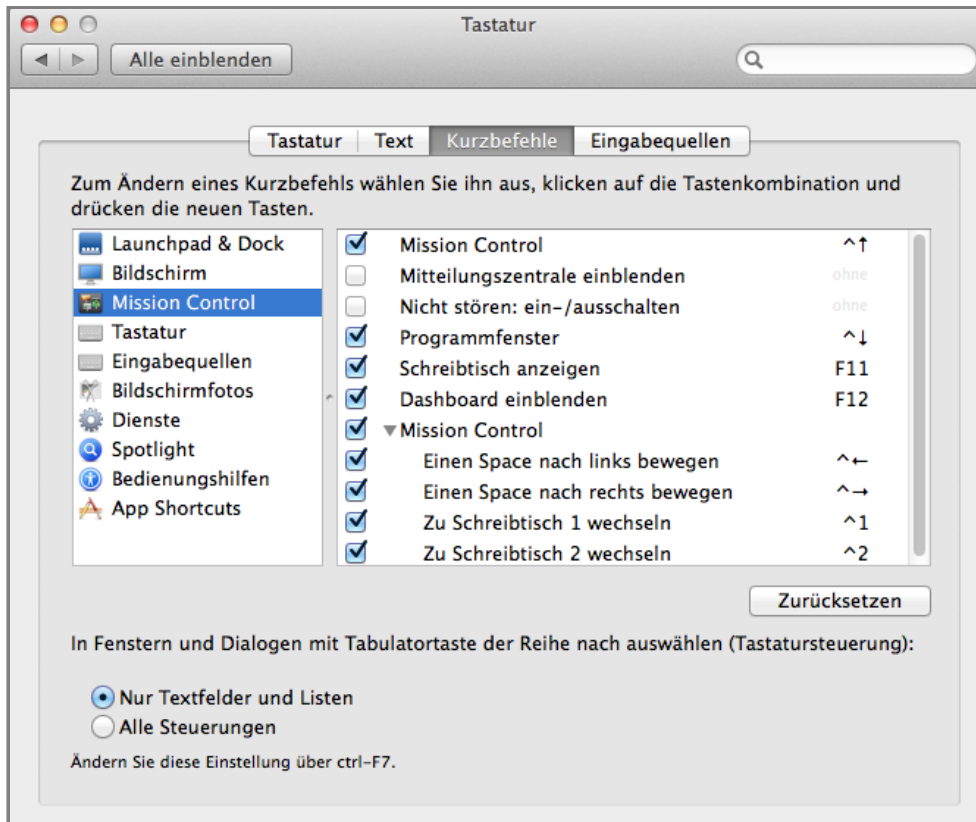 Tastatur
Alle einblenden
Tastatur Text Kurzbefehle Eingabequellen
Zum Ändern eines Kurzbefehls wählen Sie ihn aus, klicken auf die Tastenkombination und
drücken die neuen Tasten.
Launchpad & Dock
Bildschirm
Mission Control
Tastatur
Eingabequellen
Bildschirmfotos
Dienste
Spotlight
Bedienungshilfen
App Shortcuts
Mission Control ^↑
Mitteilungszentrale einblenden ohne
Nicht stören: ein-/ausschalten ohne
Programmfenster ^↓
Schreibtisch anzeigen F11
Dashboard einblenden F12
Mission Control
Einen Space nach links bewegen ^←
Einen Space nach rechts bewegen ^→
Zu Schreibtisch 1 wechseln ^1
Zu Schreibtisch 2 wechseln ^2
Zurücksetzen
In Fenstern und Dialogen mit Tabulatortaste der Reihe nach auswählen (Tastatursteuerung):
Nur Textfelder und Listen
Alle Steuerungen
Ändern Sie diese Einstellung über ctrl-F7.